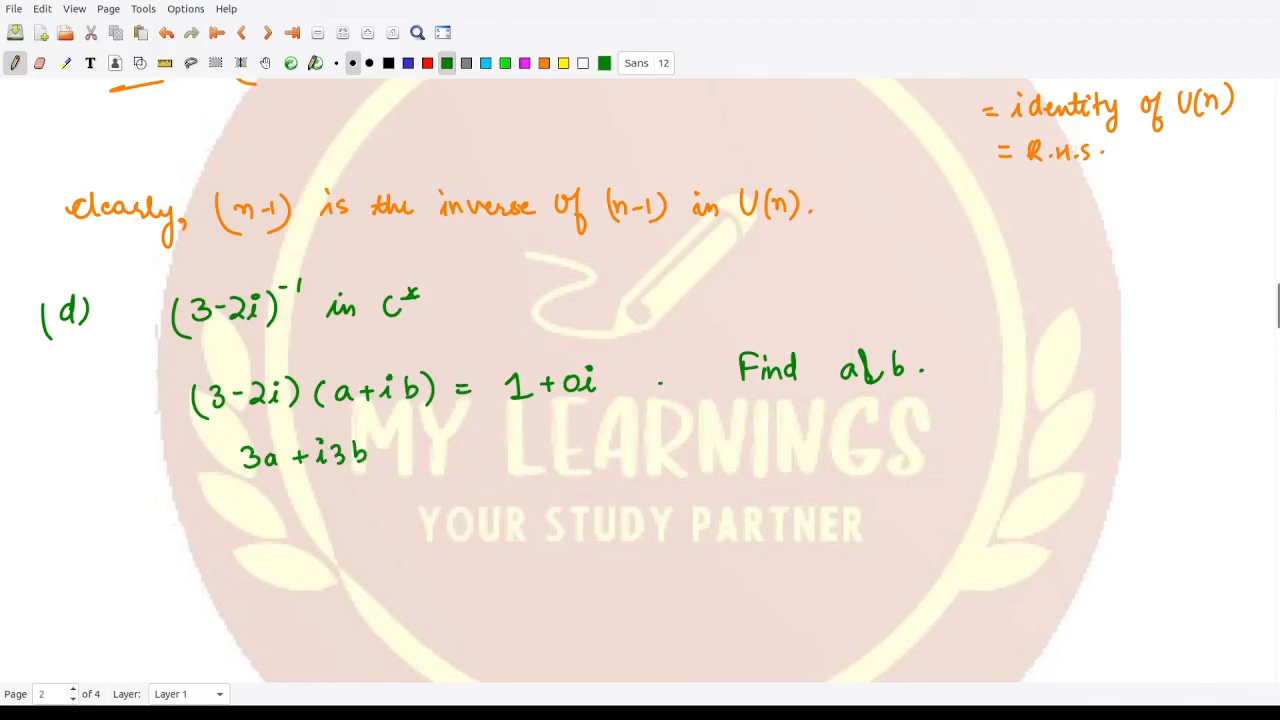 File Edit View Page Tools Options Help
Sans 12
= identity of U(n)
= R.H.S.
clearly, (n-1) is the inverse of (n-1) in U(n).
(d) (3-2i)⁻¹ in C*
(3-2i)(a+ib) = 1+0i . Find a & b.
3a + i3b
MY LEARNINGS
YOUR STUDY PARTNER
Page 2 of 4 Layer: Layer 1